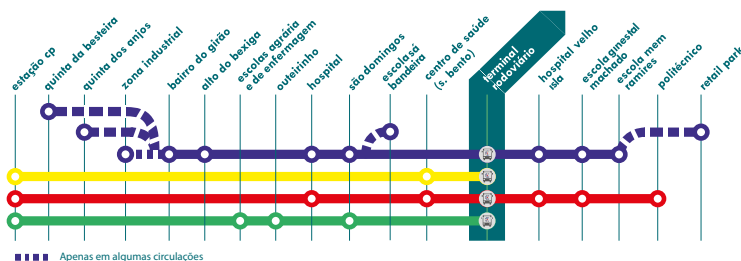 estação cp
quinta da besteira
quinta dos anjos
zona industrial
bairro do girão
alto do bexiga
escolas agrária
e de enfermagem
outeirinho
hospital
são domingos
escola sá
bandeira
centro de saúde
(s. bento)
terminal
rodoviário
hospital velho
isla
escola ginestal
machado
escola mem
ramires
politécnico
retail park
Apenas em algumas circulações